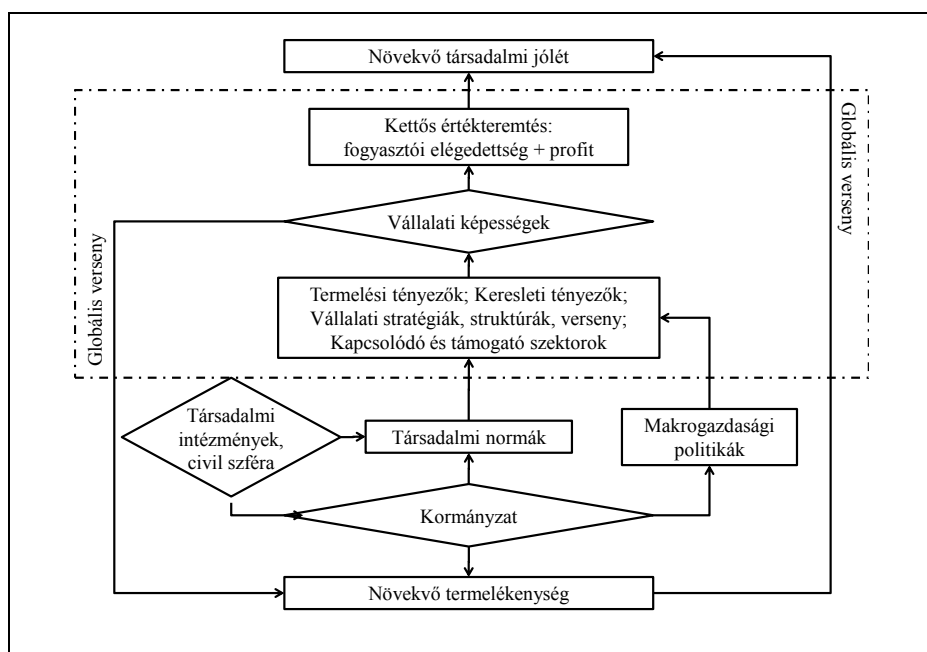 Növekvő társadalmi jólét
Kettős értékteremtés:
fogyasztói elégedettség + profit
Globális verseny
Vállalati képességek
Globális verseny
Termelési tényezők; Keresleti tényezők;
Vállalati stratégiák, struktúrák, verseny;
Kapcsolódó és támogató szektorok
Társadalmi
intézmények,
civil szféra
Társadalmi normák
Makrogazdasági
politikák
Kormányzat
Növekvő termelékenység